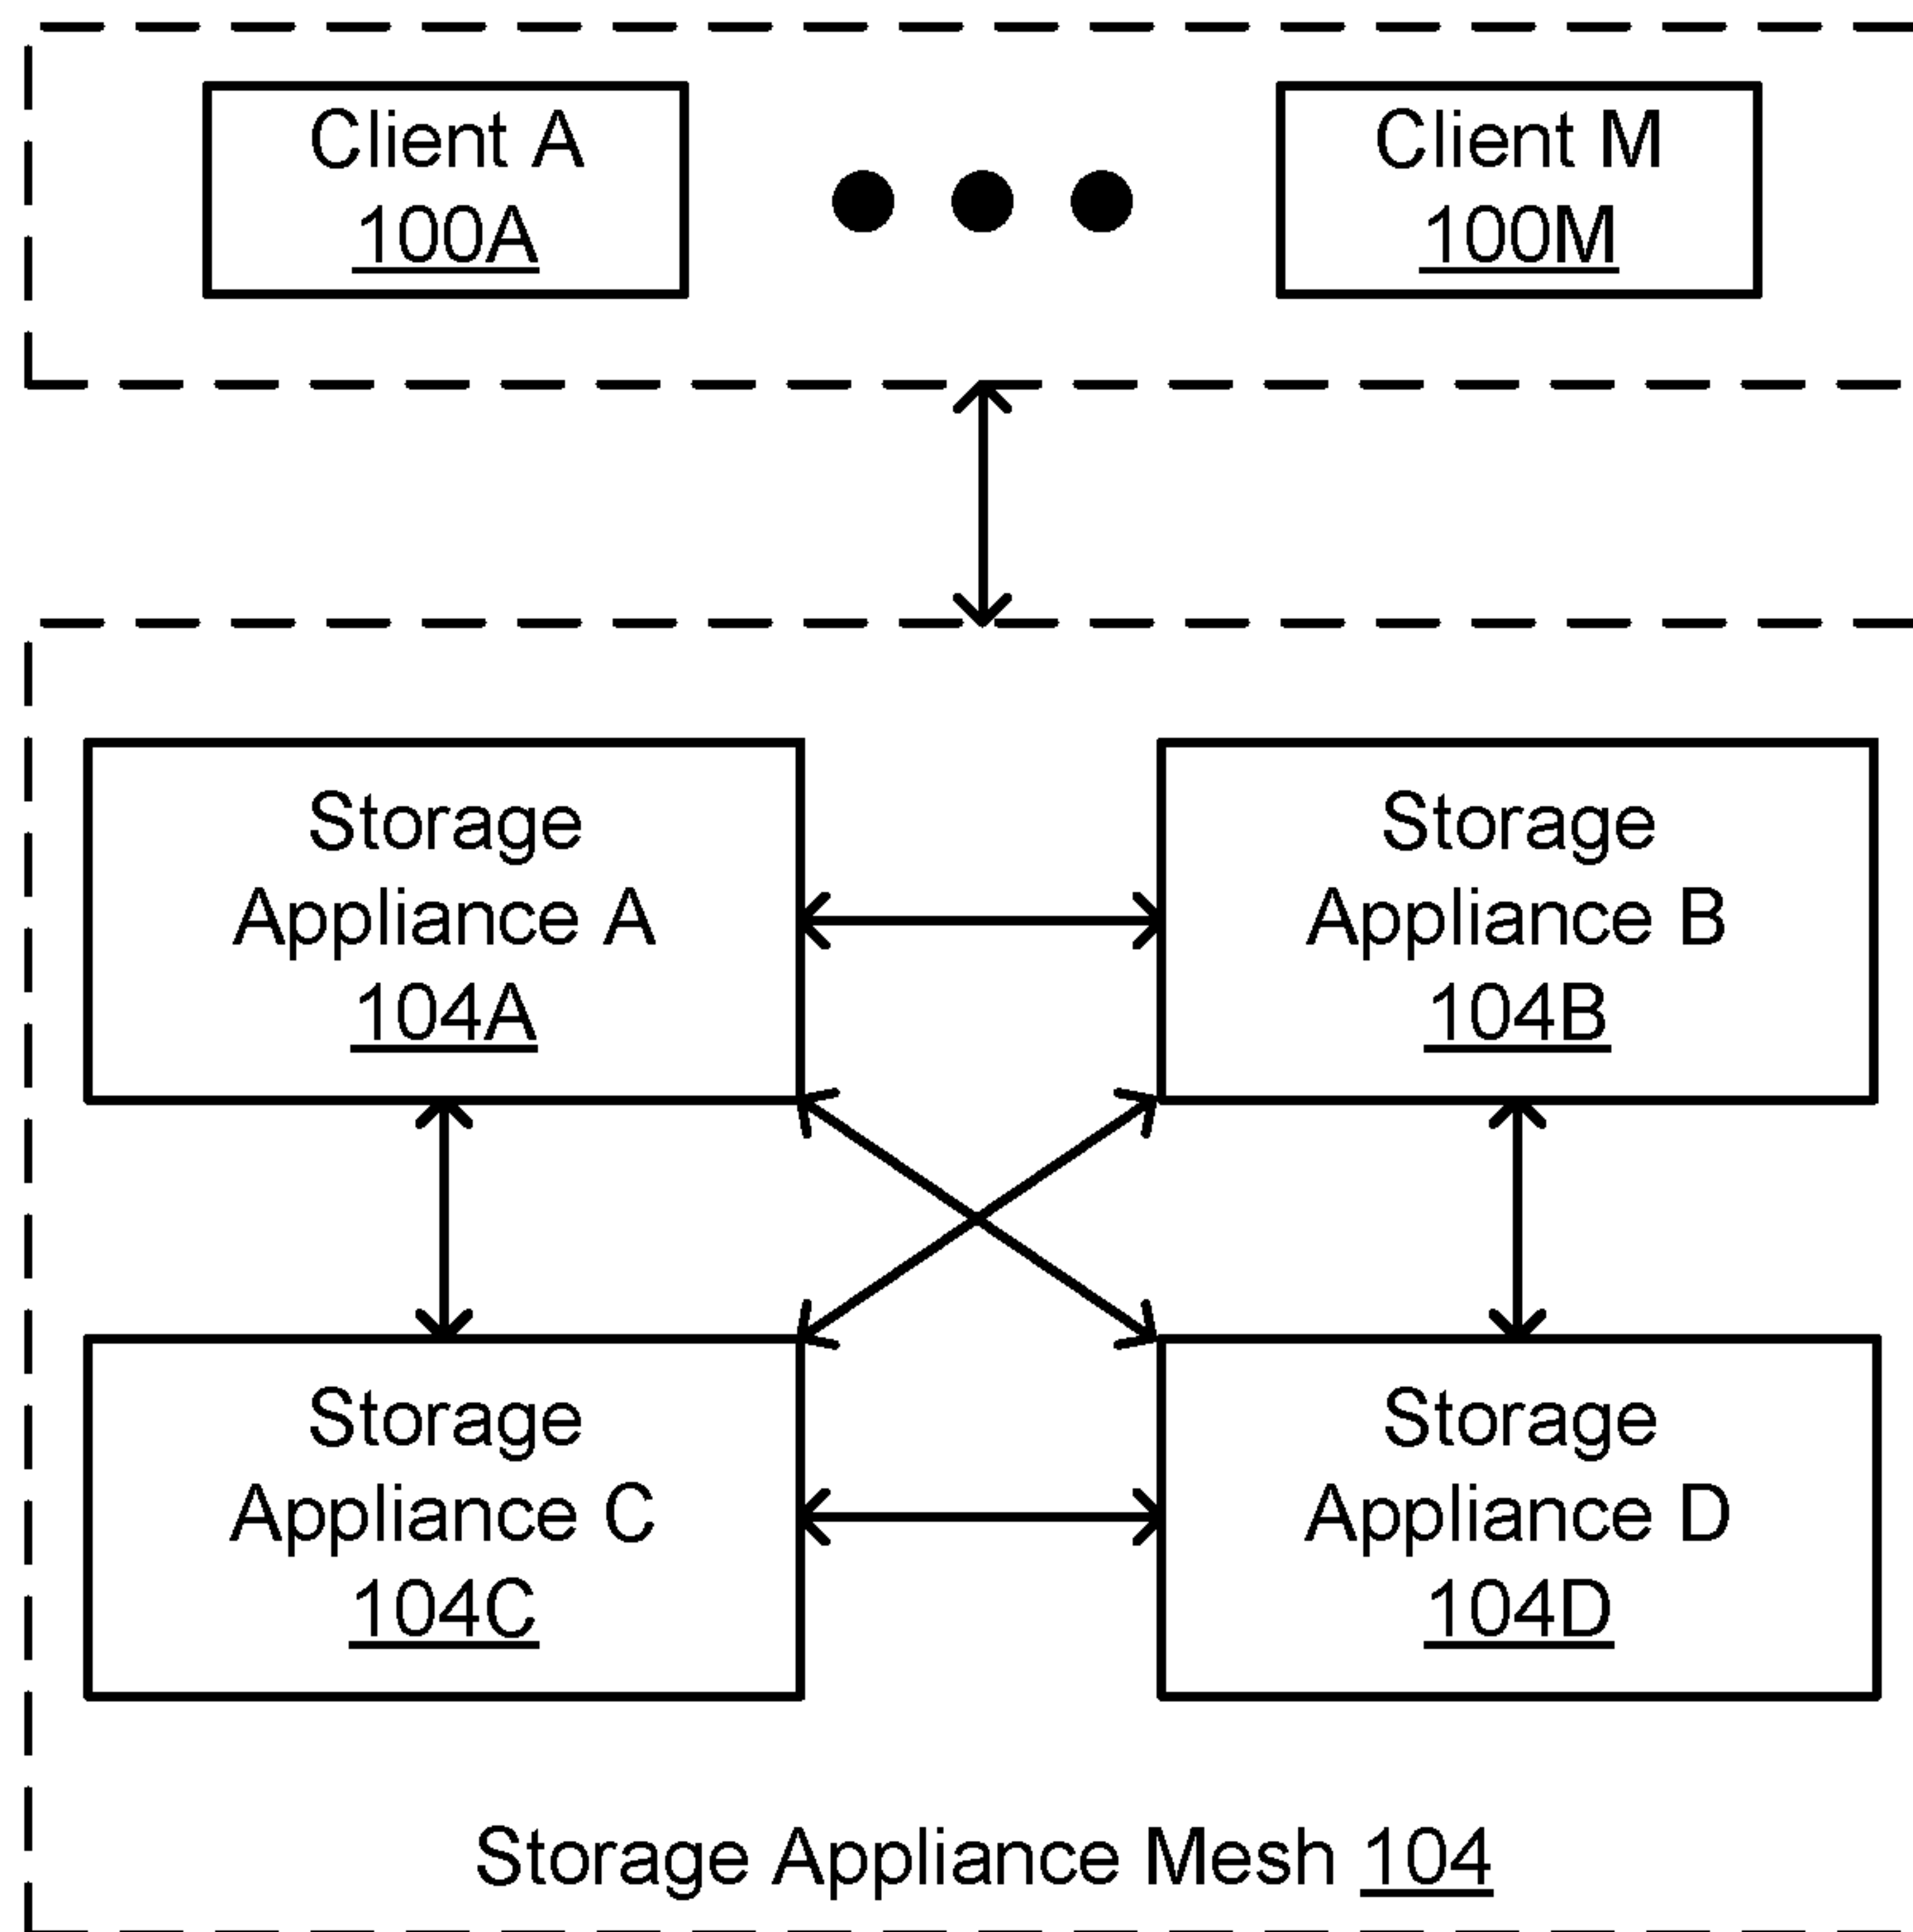 Client A
100A
Client M
100M
Storage
Appliance A
104A
Storage
Appliance B
104B
Storage
Appliance C
104C
Storage
Appliance D
104D
Storage Appliance Mesh 104